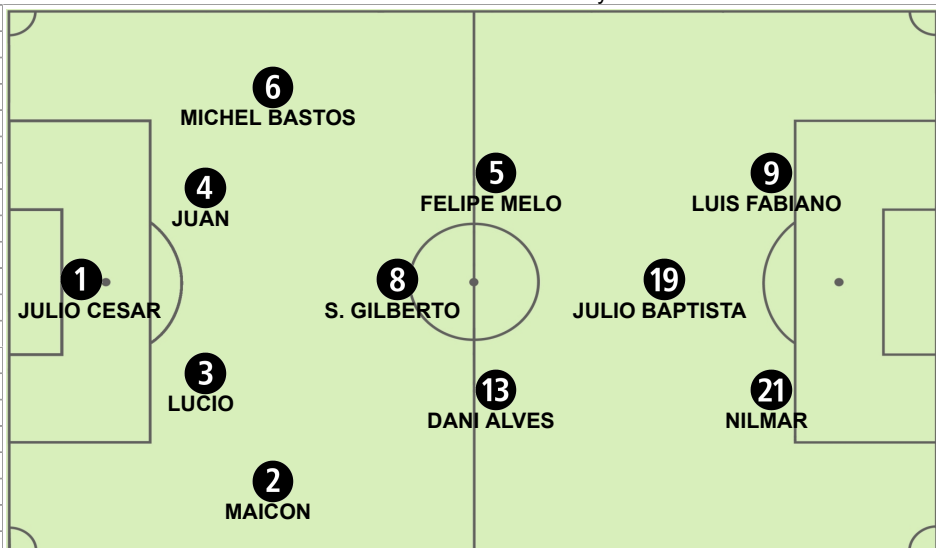 6
MICHEL BASTOS
4
JUAN
5
FELIPE MELO
9
LUIS FABIANO
1
JULIO CESAR
8
S. GILBERTO
19
JULIO BAPTISTA
3
LUCIO
13
DANI ALVES
21
NILMAR
2
MAICON